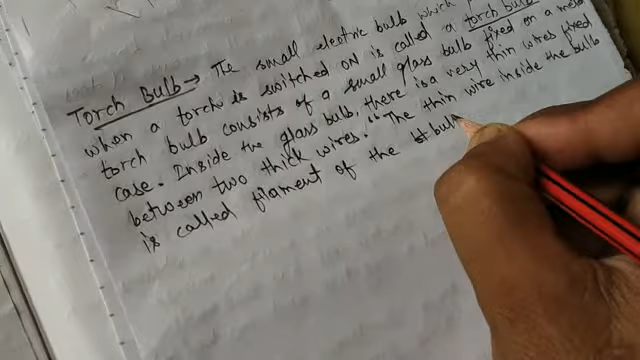 Torch Bulb → The small electric bulb which
when a torch is switched ON is called a torch bulb
torch bulb consists of a small glass bulb fixed on a metal
case. Inside the glass bulb, there is a very thin wires fixed
between two thick wires. "The thin wire inside the bulb
is called filament of the bulb